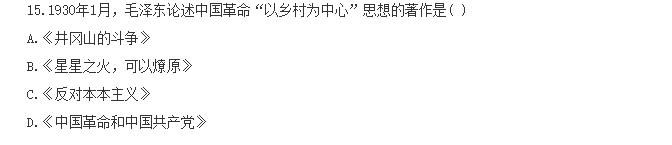 15.1930年1月，毛泽东论述中国革命“以乡村为中心”思想的著作是( )
A.《井冈山的斗争》
B.《星星之火，可以燎原》
C.《反对本本主义》
D.《中国革命和中国共产党》